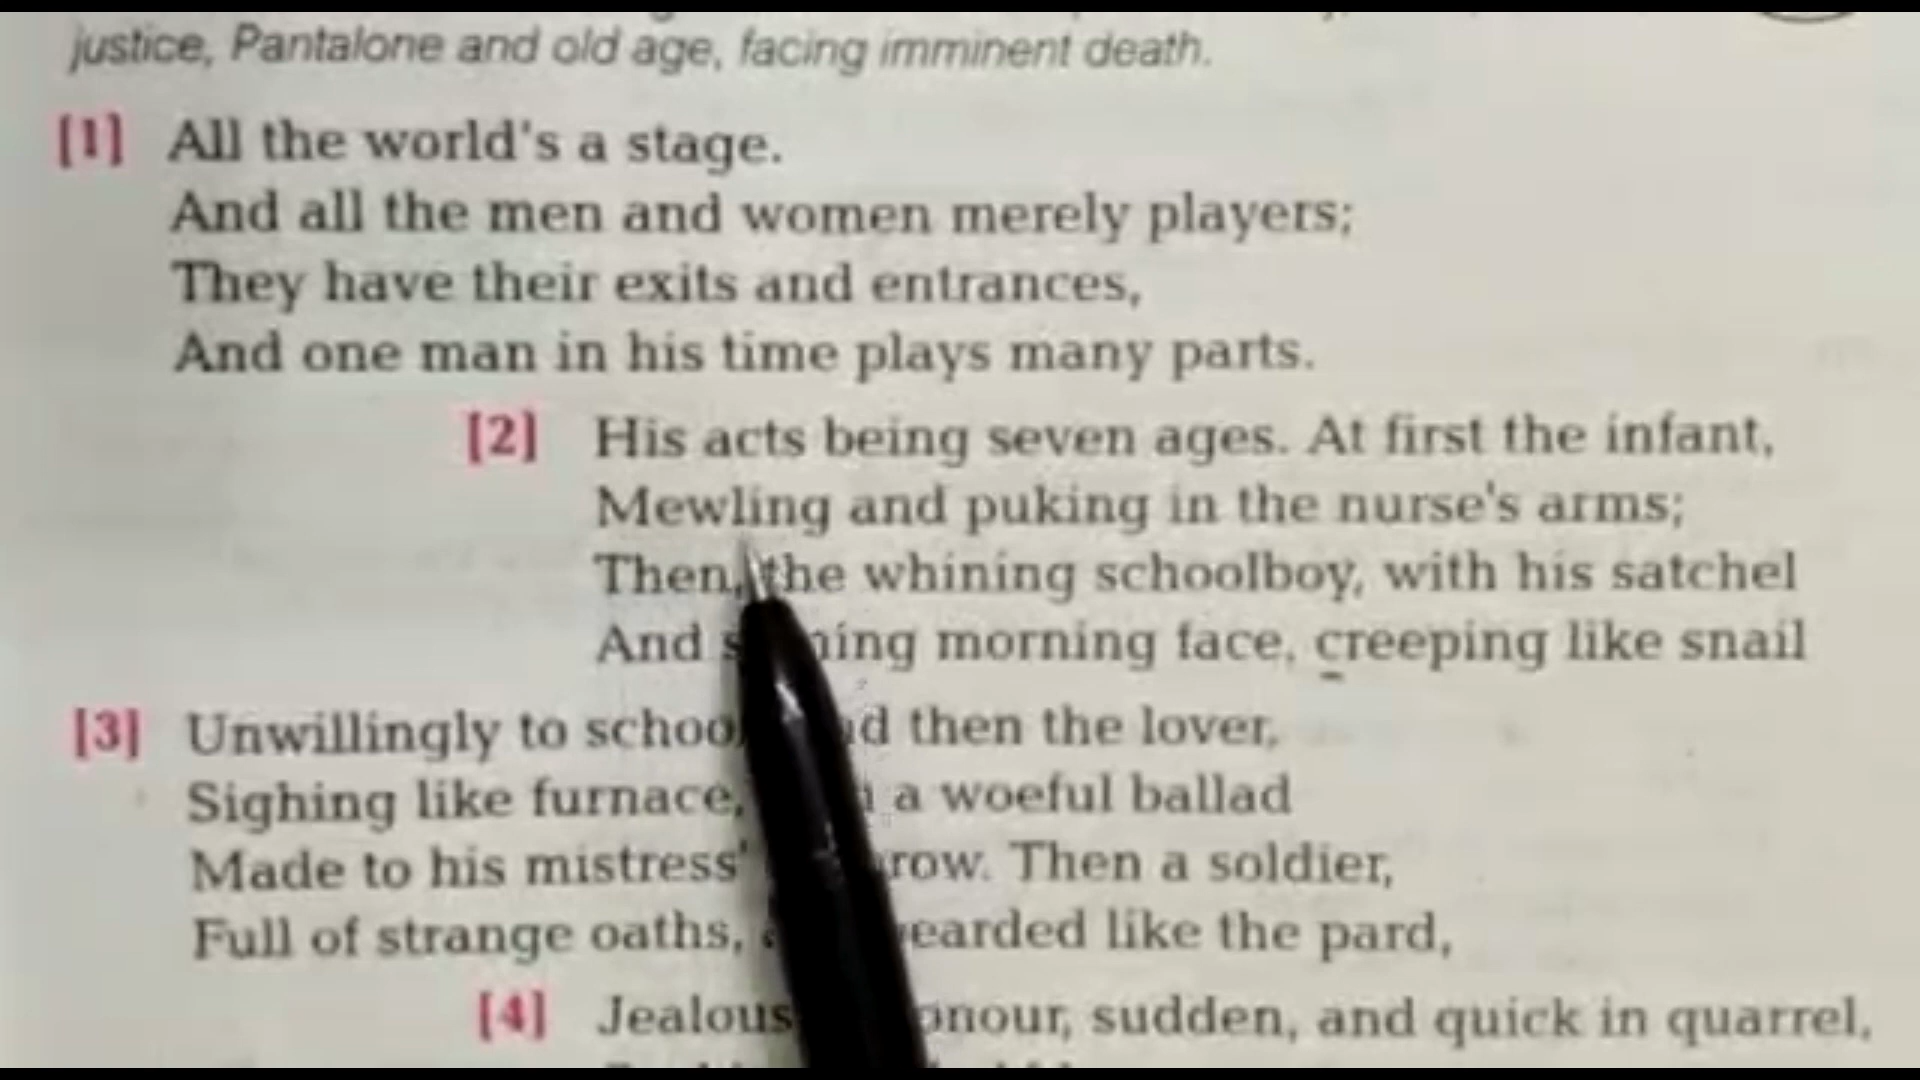 justice, Pantalone and old age, facing imminent death.
[1] All the world's a stage.
And all the men and women merely players;
They have their exits and entrances,
And one man in his time plays many parts.
[2] His acts being seven ages. At first the infant,
Mewling and puking in the nurse's arms;
Then, the whining schoolboy, with his satchel
And morning face, creeping like snail
[3] Unwillingly to then the lover,
Sighing like furnace, a woeful ballad
Made to his mistress' Then a soldier,
Full of strange oaths, like the pard,
[4] Jealous sudden, and quick in quarrel,